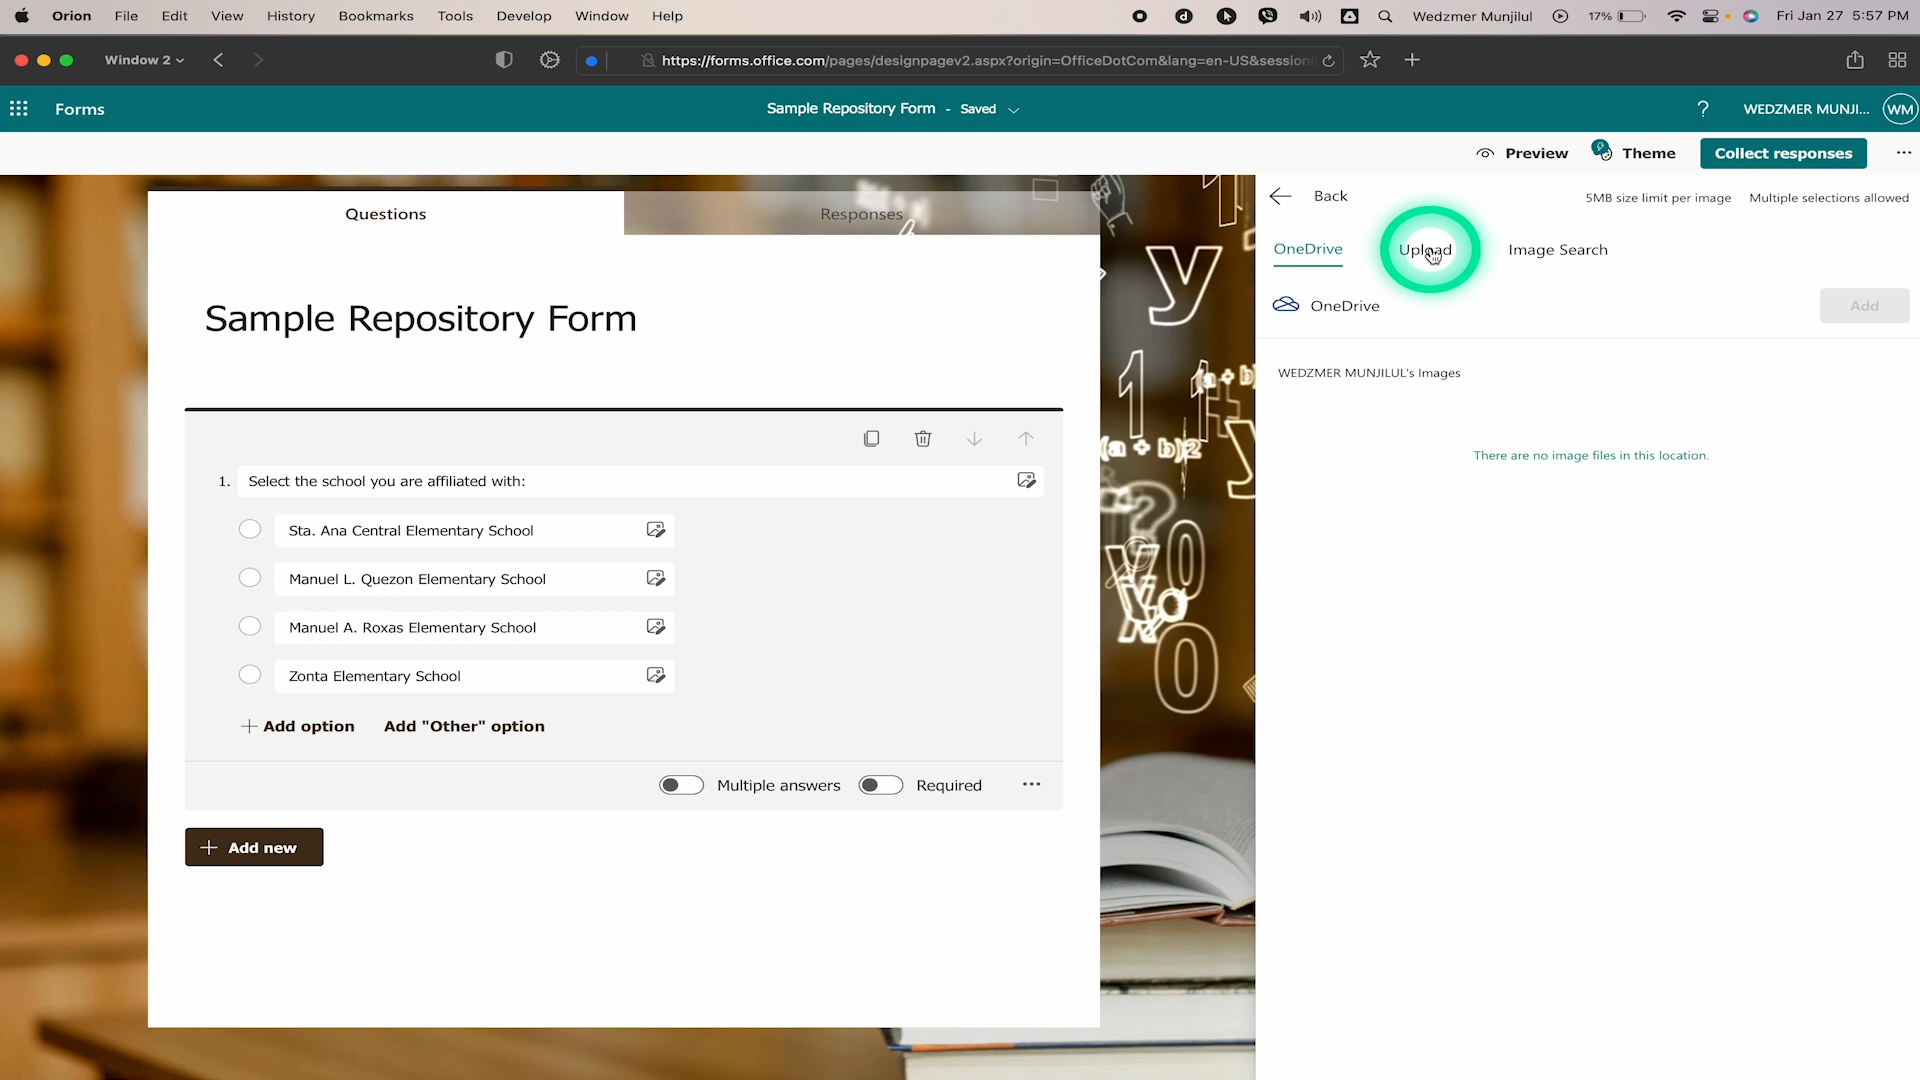 Orion File Edit View History Bookmarks Tools Develop Window Help Wedzmer Munjilul 17% Fri Jan 27 5:57 PM
Window 2 https://forms.office.com/pages/designpagev2.aspx?origin=OfficeDotCom&lang=en-US&session
Forms Sample Repository Form - Saved ? WEDZMER MUNJI... WM
Preview Theme Collect responses ...
Questions Responses
Back 5MB size limit per image Multiple selections allowed
OneDrive Upload Image Search
OneDrive Add
Sample Repository Form
WEDZMER MUNJILUL's Images
There are no image files in this location.
1. Select the school you are affiliated with:
Sta. Ana Central Elementary School
Manuel L. Quezon Elementary School
Manuel A. Roxas Elementary School
Zonta Elementary School
+ Add option Add "Other" option
Multiple answers Required ...
+ Add new